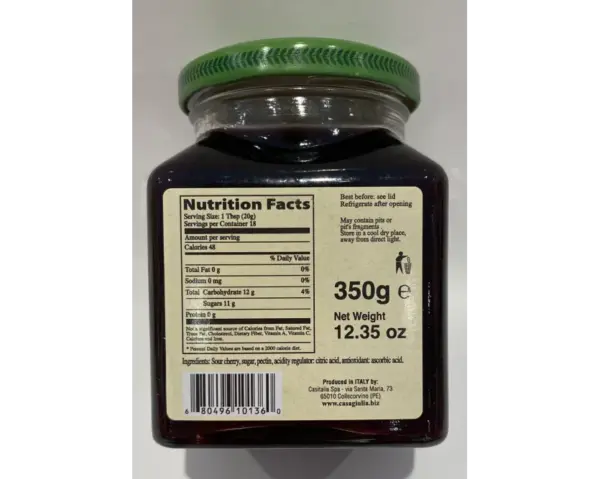 Nutrition Facts
Serving Size: 1 Tbsp (20g)
Servings per Container 18
Amount per serving
Calories 48
% Daily Value
Total Fat 0 g 0%
Sodium 0 mg 0%
Total Carbohydrate 12 g 4%
Sugars 11 g
Protein 0 g
Not a significant source of Calories from Fat, Satured Fat,
Trans Fat, Cholesterol, Dietary Fiber, Vitamin A, Vitamin C,
Calcium and Iron.
* Percent Daily Values are based on a 2000 calorie diet.
Best before: see lid
Refrigerate after opening
May contain pits or
pit's fragments
Store in a cool dry place,
away from direct light.
350g e
Net Weight
12.35 oz
Ingredients: Sour cherry, sugar, pectin, acidity regulator: citric acid, antioxidant: ascorbic acid.
6 80496 10136 0
Produced in ITALY by:
Casitalia Spa - via Santa Maria, 73
65010 Collecorvino (PE)
www.casagiulia.biz